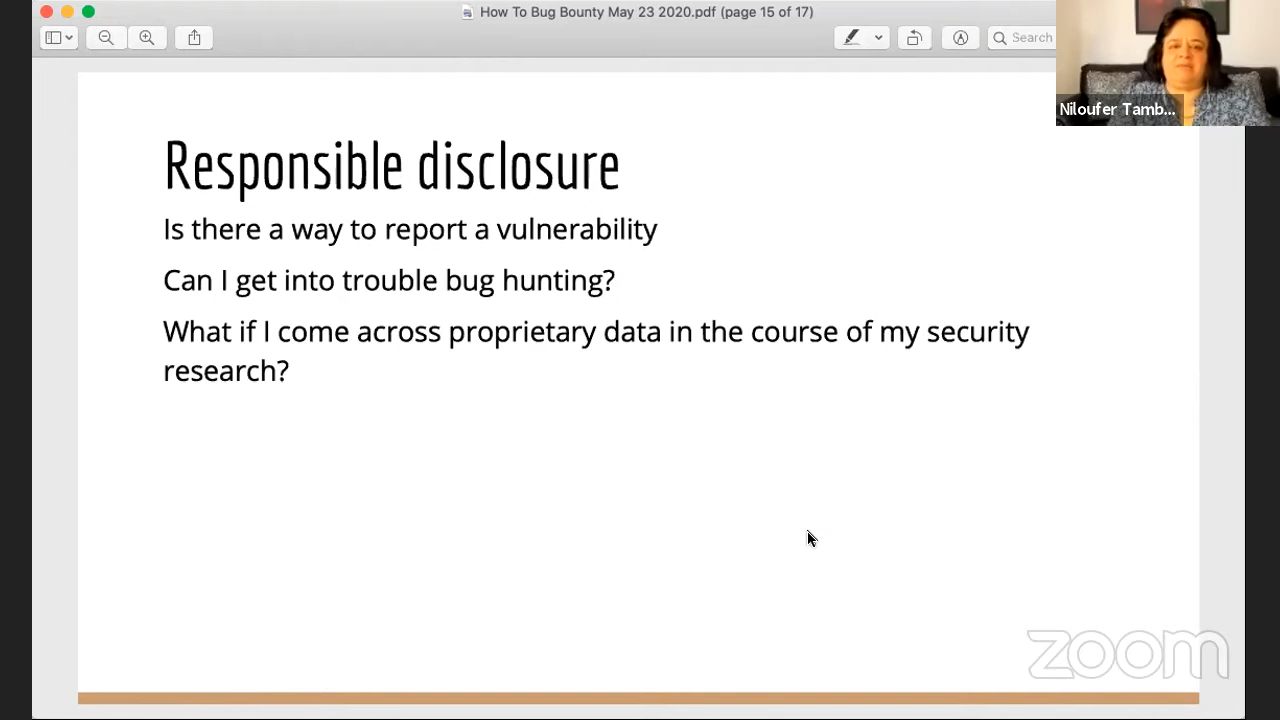 How To Bug Bounty May 23 2020.pdf (page 15 of 17)
Search
Niloufer Tamb...
Responsible disclosure
Is there a way to report a vulnerability
Can I get into trouble bug hunting?
What if I come across proprietary data in the course of my security
research?
zoom